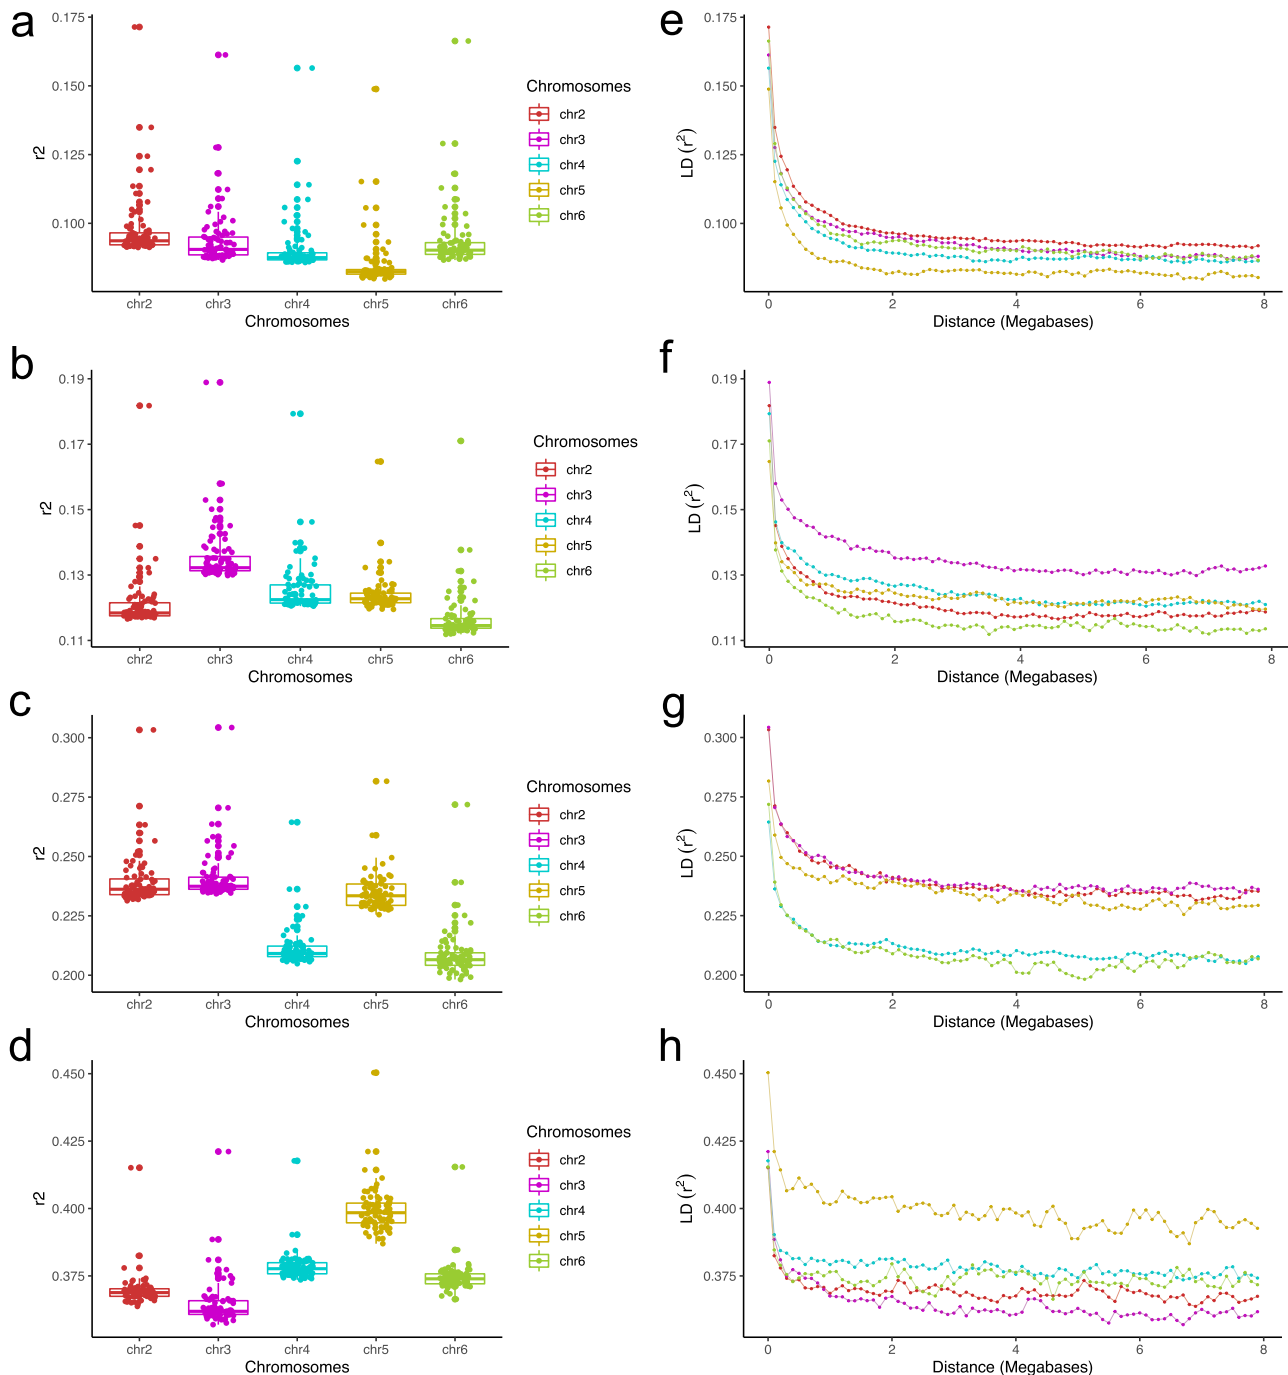 a
0.175
0.150
0.125
0.100
r2
chr2 chr3 chr4 chr5 chr6
Chromosomes
Chromosomes
chr2
chr3
chr4
chr5
chr6
e
0.175
0.150
0.125
0.100
LD (r²)
0 2 4 6 8
Distance (Megabases)
b
0.19
0.17
0.15
0.13
0.11
r2
chr2 chr3 chr4 chr5 chr6
Chromosomes
Chromosomes
chr2
chr3
chr4
chr5
chr6
f
0.19
0.17
0.15
0.13
0.11
LD (r²)
0 2 4 6 8
Distance (Megabases)
c
0.300
0.275
0.250
0.225
0.200
r2
chr2 chr3 chr4 chr5 chr6
Chromosomes
Chromosomes
chr2
chr3
chr4
chr5
chr6
g
0.300
0.275
0.250
0.225
0.200
LD (r²)
0 2 4 6 8
Distance (Megabases)
d
0.450
0.425
0.400
0.375
r2
chr2 chr3 chr4 chr5 chr6
Chromosomes
Chromosomes
chr2
chr3
chr4
chr5
chr6
h
0.450
0.425
0.400
0.375
LD (r²)
0 2 4 6 8
Distance (Megabases)